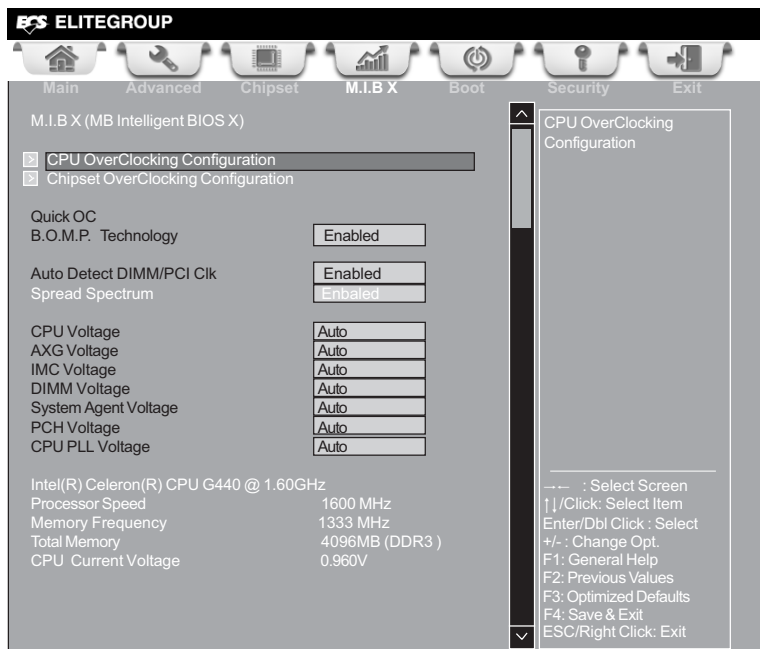 ECS ELITEGROUP
Main Advanced Chipset M.I.B X Boot Security Exit
M.I.B X (MB Intelligent BIOS X)
CPU OverClocking Configuration
Chipset OverClocking Configuration
Quick OC
B.O.M.P. Technology Enabled
Auto Detect DIMM/PCI Clk Enabled
Spread Spectrum Enbaled
CPU Voltage Auto
AXG Voltage Auto
IMC Voltage Auto
DIMM Voltage Auto
System Agent Voltage Auto
PCH Voltage Auto
CPU PLL Voltage Auto
Intel(R) Celeron(R) CPU G440 @ 1.60GHz
Processor Speed 1600 MHz
Memory Frequency 1333 MHz
Total Memory 4096MB (DDR3 )
CPU Current Voltage 0.960V
CPU OverClocking
Configuration
→← : Select Screen
↑↓/Click: Select Item
Enter/Dbl Click : Select
+/- : Change Opt.
F1: General Help
F2: Previous Values
F3: Optimized Defaults
F4: Save & Exit
ESC/Right Click: Exit